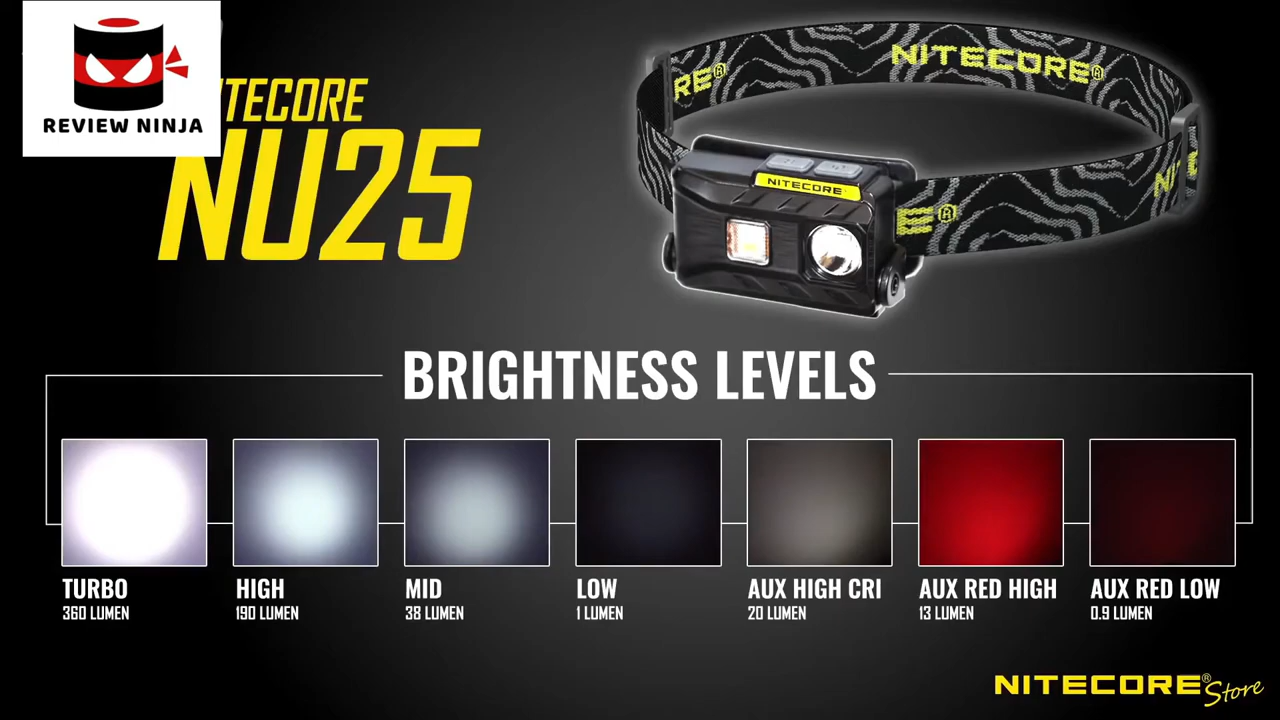 REVIEW NINJA
NITECORE
NU25
RE®
NITECORE®
NITECORE
E®
BRIGHTNESS LEVELS
TURBO
360 LUMEN
HIGH
190 LUMEN
MID
38 LUMEN
LOW
1 LUMEN
AUX HIGH CRI
20 LUMEN
AUX RED HIGH
13 LUMEN
AUX RED LOW
0.9 LUMEN
NITECORE® Store